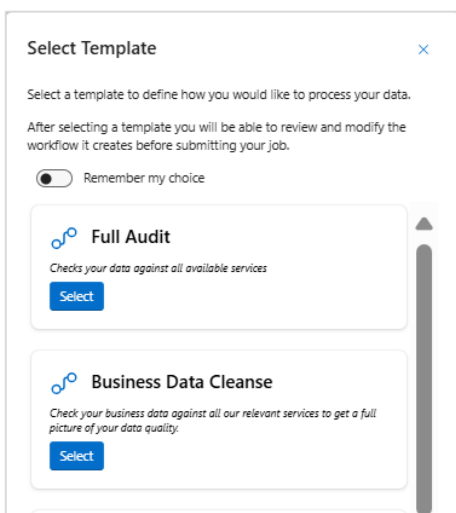 Select Template
Select a template to define how you would like to process your data.
After selecting a template you will be able to review and modify the
workflow it creates before submitting your job.
Remember my choice
Full Audit
Checks your data against all available services
Select
Business Data Cleanse
Check your business data against all our relevant services to get a full
picture of your data quality.
Select